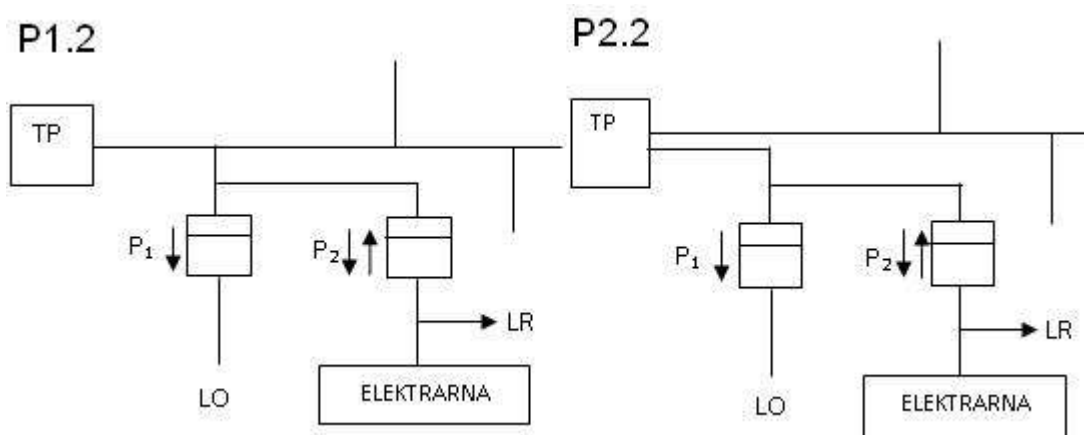 P1.2
TP
P₁
P₂
LR
LO
ELEKTRARNA
P2.2
TP
P₁
P₂
LR
LO
ELEKTRARNA